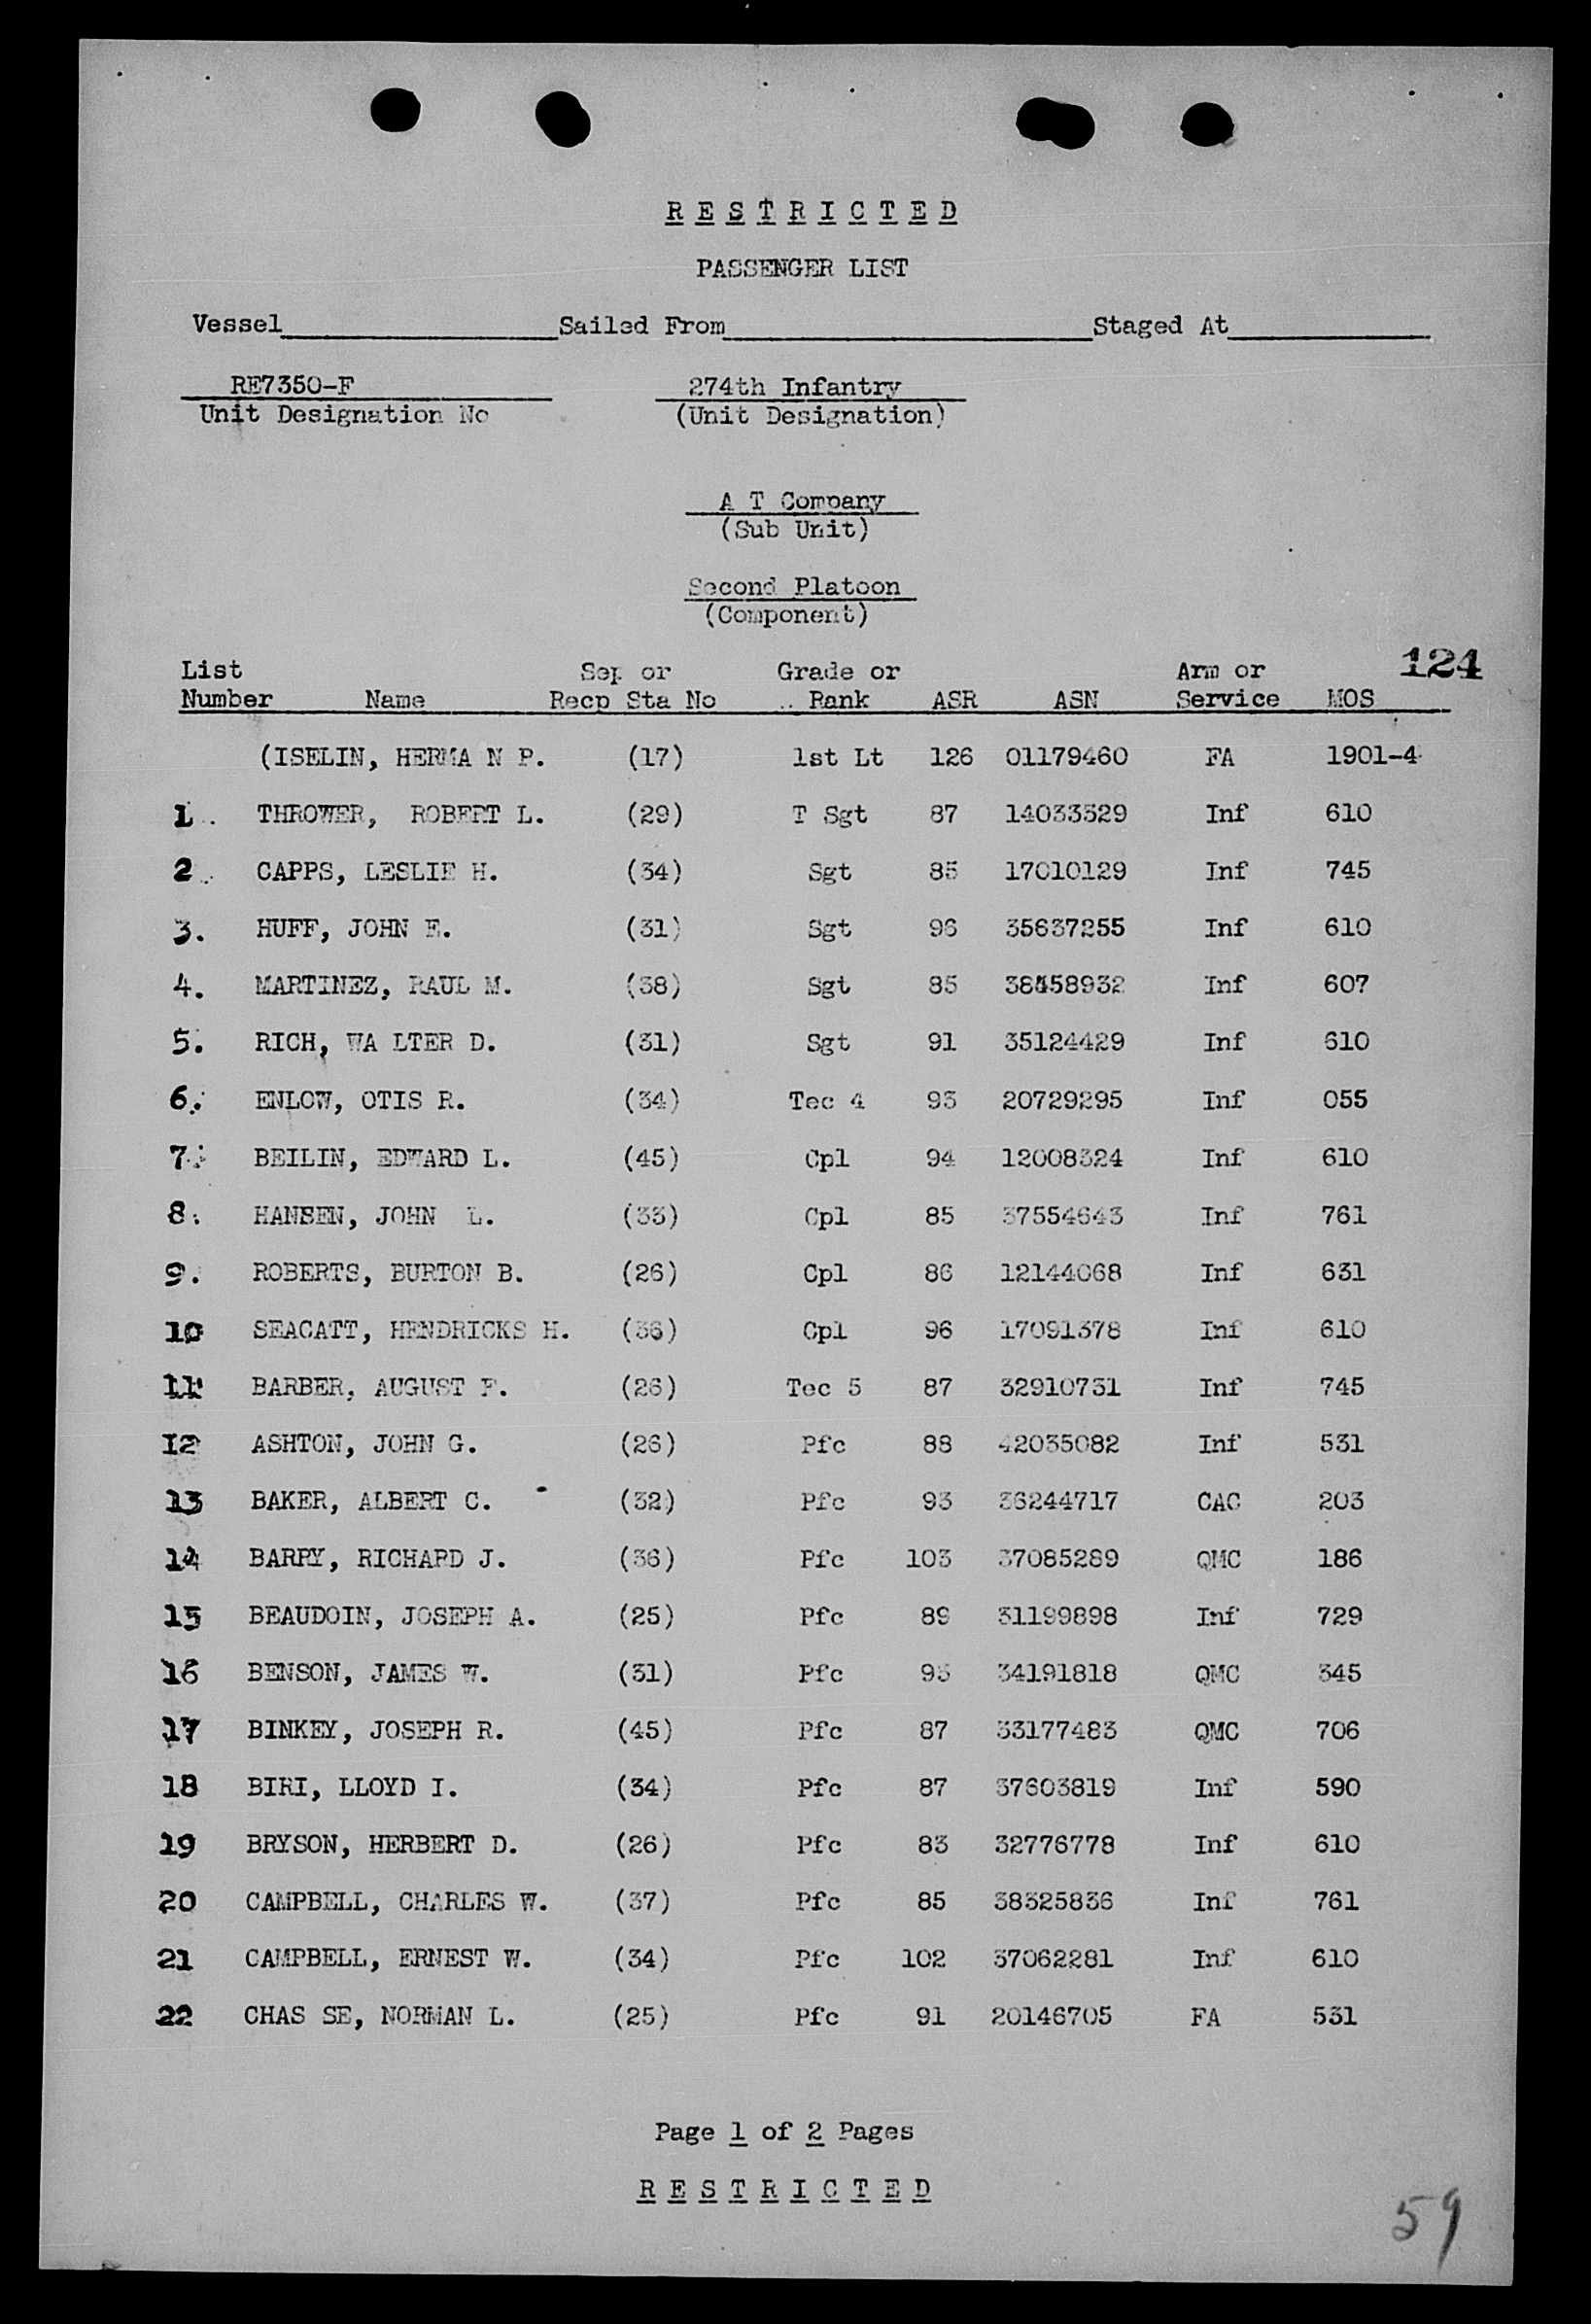 RESTRICTED
PASSENGER LIST
Vessel Sailed From Staged At
RE7350-F 274th Infantry
Unit Designation No (Unit Designation)
A T Company
(Sub Unit)
Second Platoon
(Component)
124
List Sep or Grade or Arm or
Number Name Recp Sta No Rank ASR ASN Service MOS
(ISELIN, HERMA N P. (17) 1st Lt 126 01179460 FA 1901-4
1. THROWER, ROBERT L. (29) T Sgt 87 14033529 Inf 610
2. CAPPS, LESLIE H. (34) Sgt 85 17010129 Inf 745
3. HUFF, JOHN E. (31) Sgt 96 35637255 Inf 610
4. MARTINEZ, RAUL M. (38) Sgt 85 38458932 Inf 607
5. RICH, WA LTER D. (31) Sgt 91 35124429 Inf 610
6. ENLOW, OTIS R. (34) Tec 4 93 20729295 Inf 055
7. BEILIN, EDWARD L. (45) Cpl 94 12008324 Inf 610
8. HANSEN, JOHN L. (33) Cpl 85 37554643 Inf 761
9. ROBERTS, BURTON B. (26) Cpl 86 12144068 Inf 631
10 SEACATT, HENDRICKS H. (36) Cpl 96 17091378 Inf 610
11 BARBER, AUGUST F. (26) Tec 5 87 32910731 Inf 745
12 ASHTON, JOHN G. (26) Pfc 88 42035082 Inf 531
13 BAKER, ALBERT C. (32) Pfc 93 36244717 CAC 203
14 BARRY, RICHARD J. (36) Pfc 103 37085289 QMC 186
15 BEAUDOIN, JOSEPH A. (25) Pfc 89 31199898 Inf 729
16 BENSON, JAMES W. (31) Pfc 95 34191818 QMC 345
17 BINKEY, JOSEPH R. (45) Pfc 87 33177483 QMC 706
18 BIRI, LLOYD I. (34) Pfc 87 37603819 Inf 590
19 BRYSON, HERBERT D. (26) Pfc 83 32776778 Inf 610
20 CAMPBELL, CHARLES W. (37) Pfc 85 38325836 Inf 761
21 CAMPBELL, ERNEST W. (34) Pfc 102 37062281 Inf 610
22 CHAS SE, NORMAN L. (25) Pfc 91 20146705 FA 531
Page 1 of 2 Pages
RESTRICTED
59